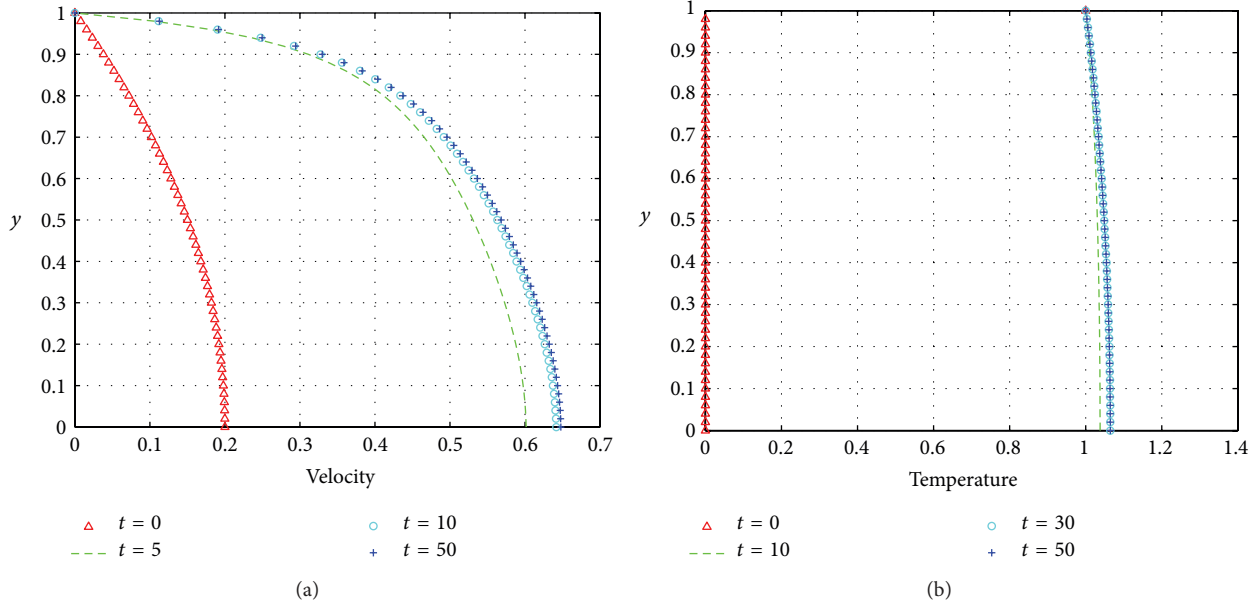 1
0.9
0.8
0.7
0.6
0.5
0.4
0.3
0.2
0.1
0
y
0
0.1
0.2
0.3
0.4
0.5
0.6
0.7
Velocity
t = 0
t = 5
t = 10
t = 50
(a)
1
0.9
0.8
0.7
0.6
0.5
0.4
0.3
0.2
0.1
0
y
0
0.2
0.4
0.6
0.8
1
1.2
1.4
Temperature
t = 0
t = 10
t = 30
t = 50
(b)